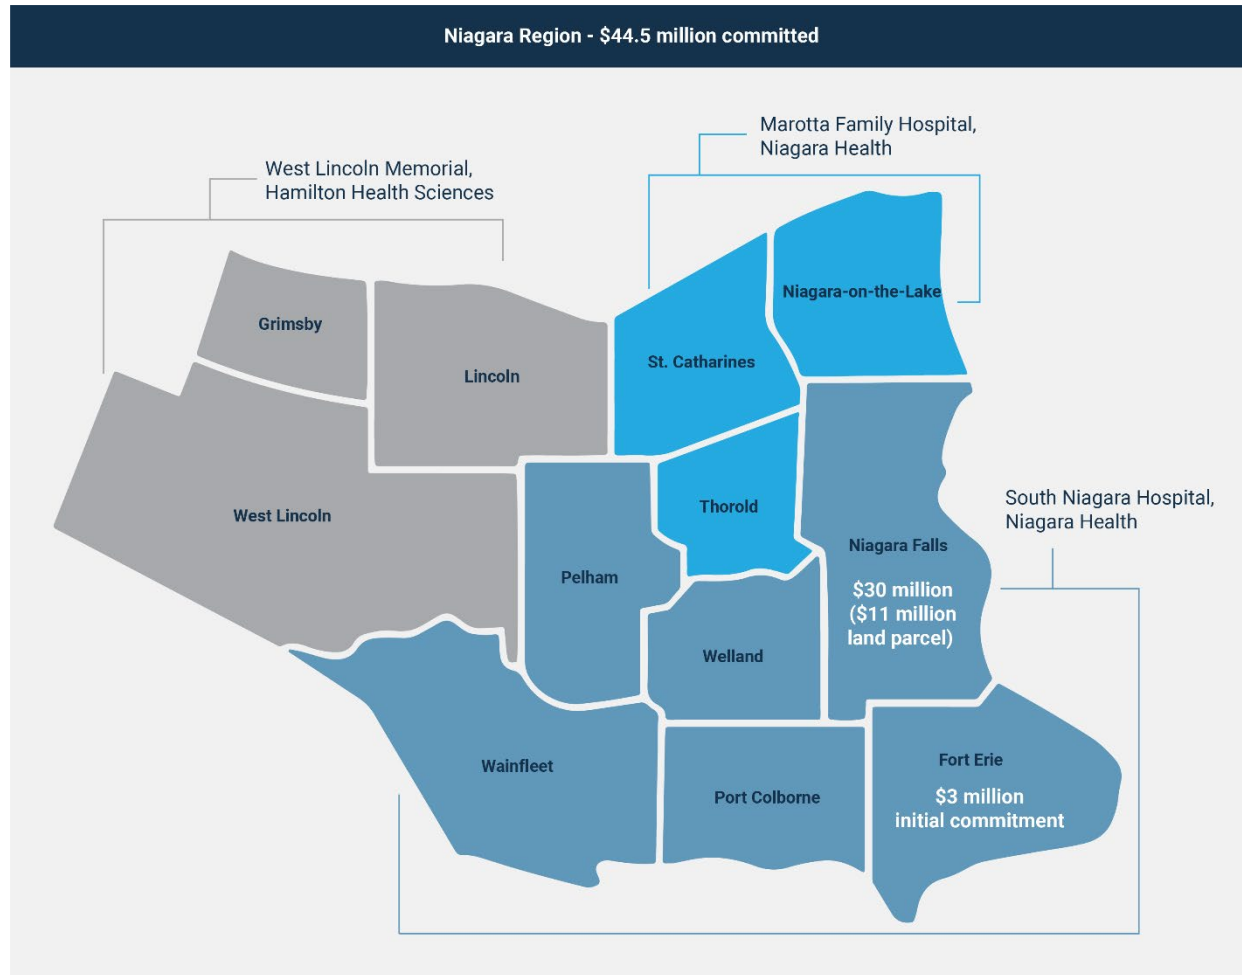 Niagara Region - $44.5 million committed
Marotta Family Hospital,
Niagara Health
West Lincoln Memorial,
Hamilton Health Sciences
Niagara-on-the-Lake
Grimsby
St. Catharines
Lincoln
South Niagara Hospital,
Niagara Health
Thorold
West Lincoln
Niagara Falls
$30 million
($11 million
land parcel)
Pelham
Welland
Wainfleet
Port Colborne
Fort Erie
$3 million
initial commitment